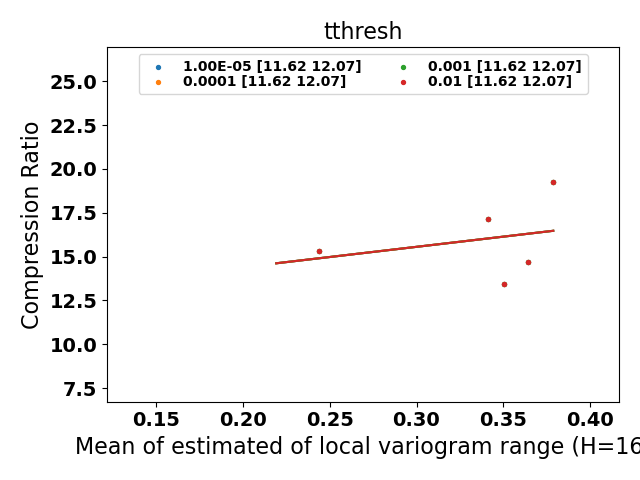 tthresh
1.00E-05 [11.62 12.07]
0.0001 [11.62 12.07]
0.001 [11.62 12.07]
0.01 [11.62 12.07]
Compression Ratio
25.0
22.5
20.0
17.5
15.0
12.5
10.0
7.5
0.15 0.20 0.25 0.30 0.35 0.40
Mean of estimated of local variogram range (H=16